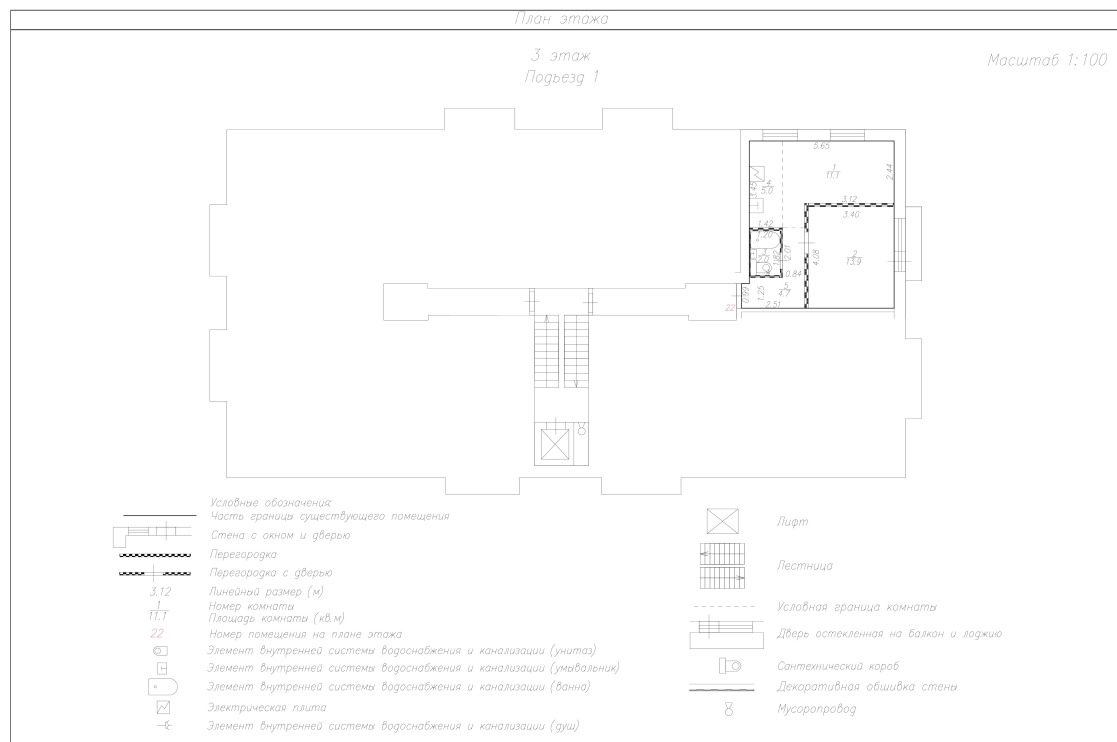 План этажа
3 этаж
Подъезд 1
Масштаб 1:100
5.65
1
11.1
2.44
4
5.0
3.45
3.12
3.40
1.42
1.20
2.01
1.82
4.08
2
13.9
0.84
0.99
1.25
5
4.7
2.51
22
Условные обозначения:
Часть границы существующего помещения
Стена с окном и дверью
Перегородка
Перегородка с дверью
3.12 Линейный размер (м)
1 Номер комнаты
11.1 Площадь комнаты (кв.м)
22 Номер помещения на плане этажа
Элемент внутренней системы водоснабжения и канализации (унитаз)
Элемент внутренней системы водоснабжения и канализации (умывальник)
Элемент внутренней системы водоснабжения и канализации (ванна)
Электрическая плита
Элемент внутренней системы водоснабжения и канализации (душ)
Лифт
Лестница
Условная граница комнаты
Дверь остекленная на балкон и лоджию
Сантехнический короб
Декоративная обшивка стены
Мусоропровод